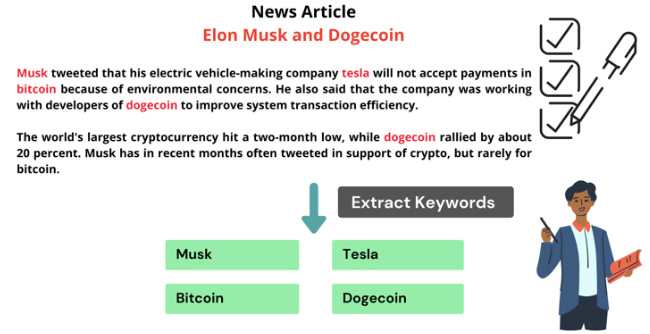 News Article
Elon Musk and Dogecoin
Musk tweeted that his electric vehicle-making company tesla will not accept payments in
bitcoin because of environmental concerns. He also said that the company was working
with developers of dogecoin to improve system transaction efficiency.
The world's largest cryptocurrency hit a two-month low, while dogecoin rallied by about
20 percent. Musk has in recent months often tweeted in support of crypto, but rarely for
bitcoin.
Extract Keywords
Musk
Tesla
Bitcoin
Dogecoin